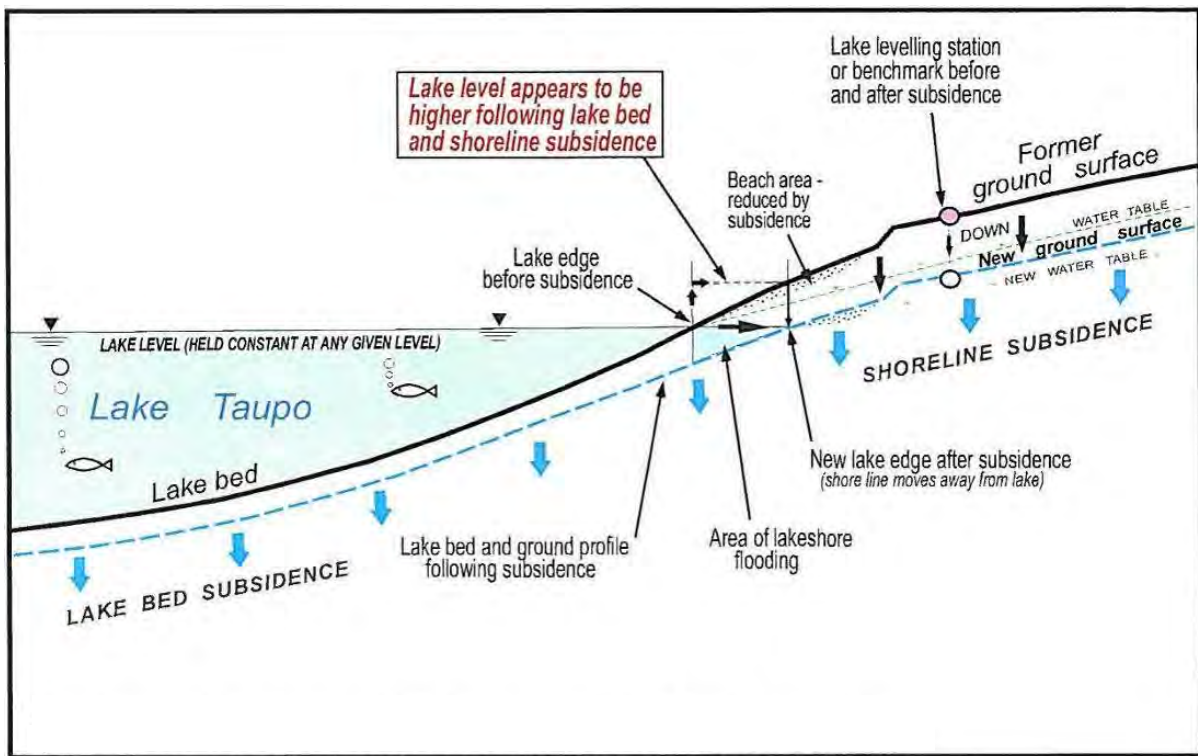 Lake level appears to be
higher following lake bed
and shoreline subsidence
Lake levelling station
or benchmark before
and after subsidence
Former
ground surface
Beach area -
reduced by
subsidence
DOWN
WATER TABLE
New ground surface
NEW WATER TABLE
Lake edge
before subsidence
LAKE LEVEL (HELD CONSTANT AT ANY GIVEN LEVEL)
SHORELINE SUBSIDENCE
Lake Taupo
Lake bed
New lake edge after subsidence
(shore line moves away from lake)
Area of lakeshore
flooding
Lake bed and ground profile
following subsidence
LAKE BED SUBSIDENCE